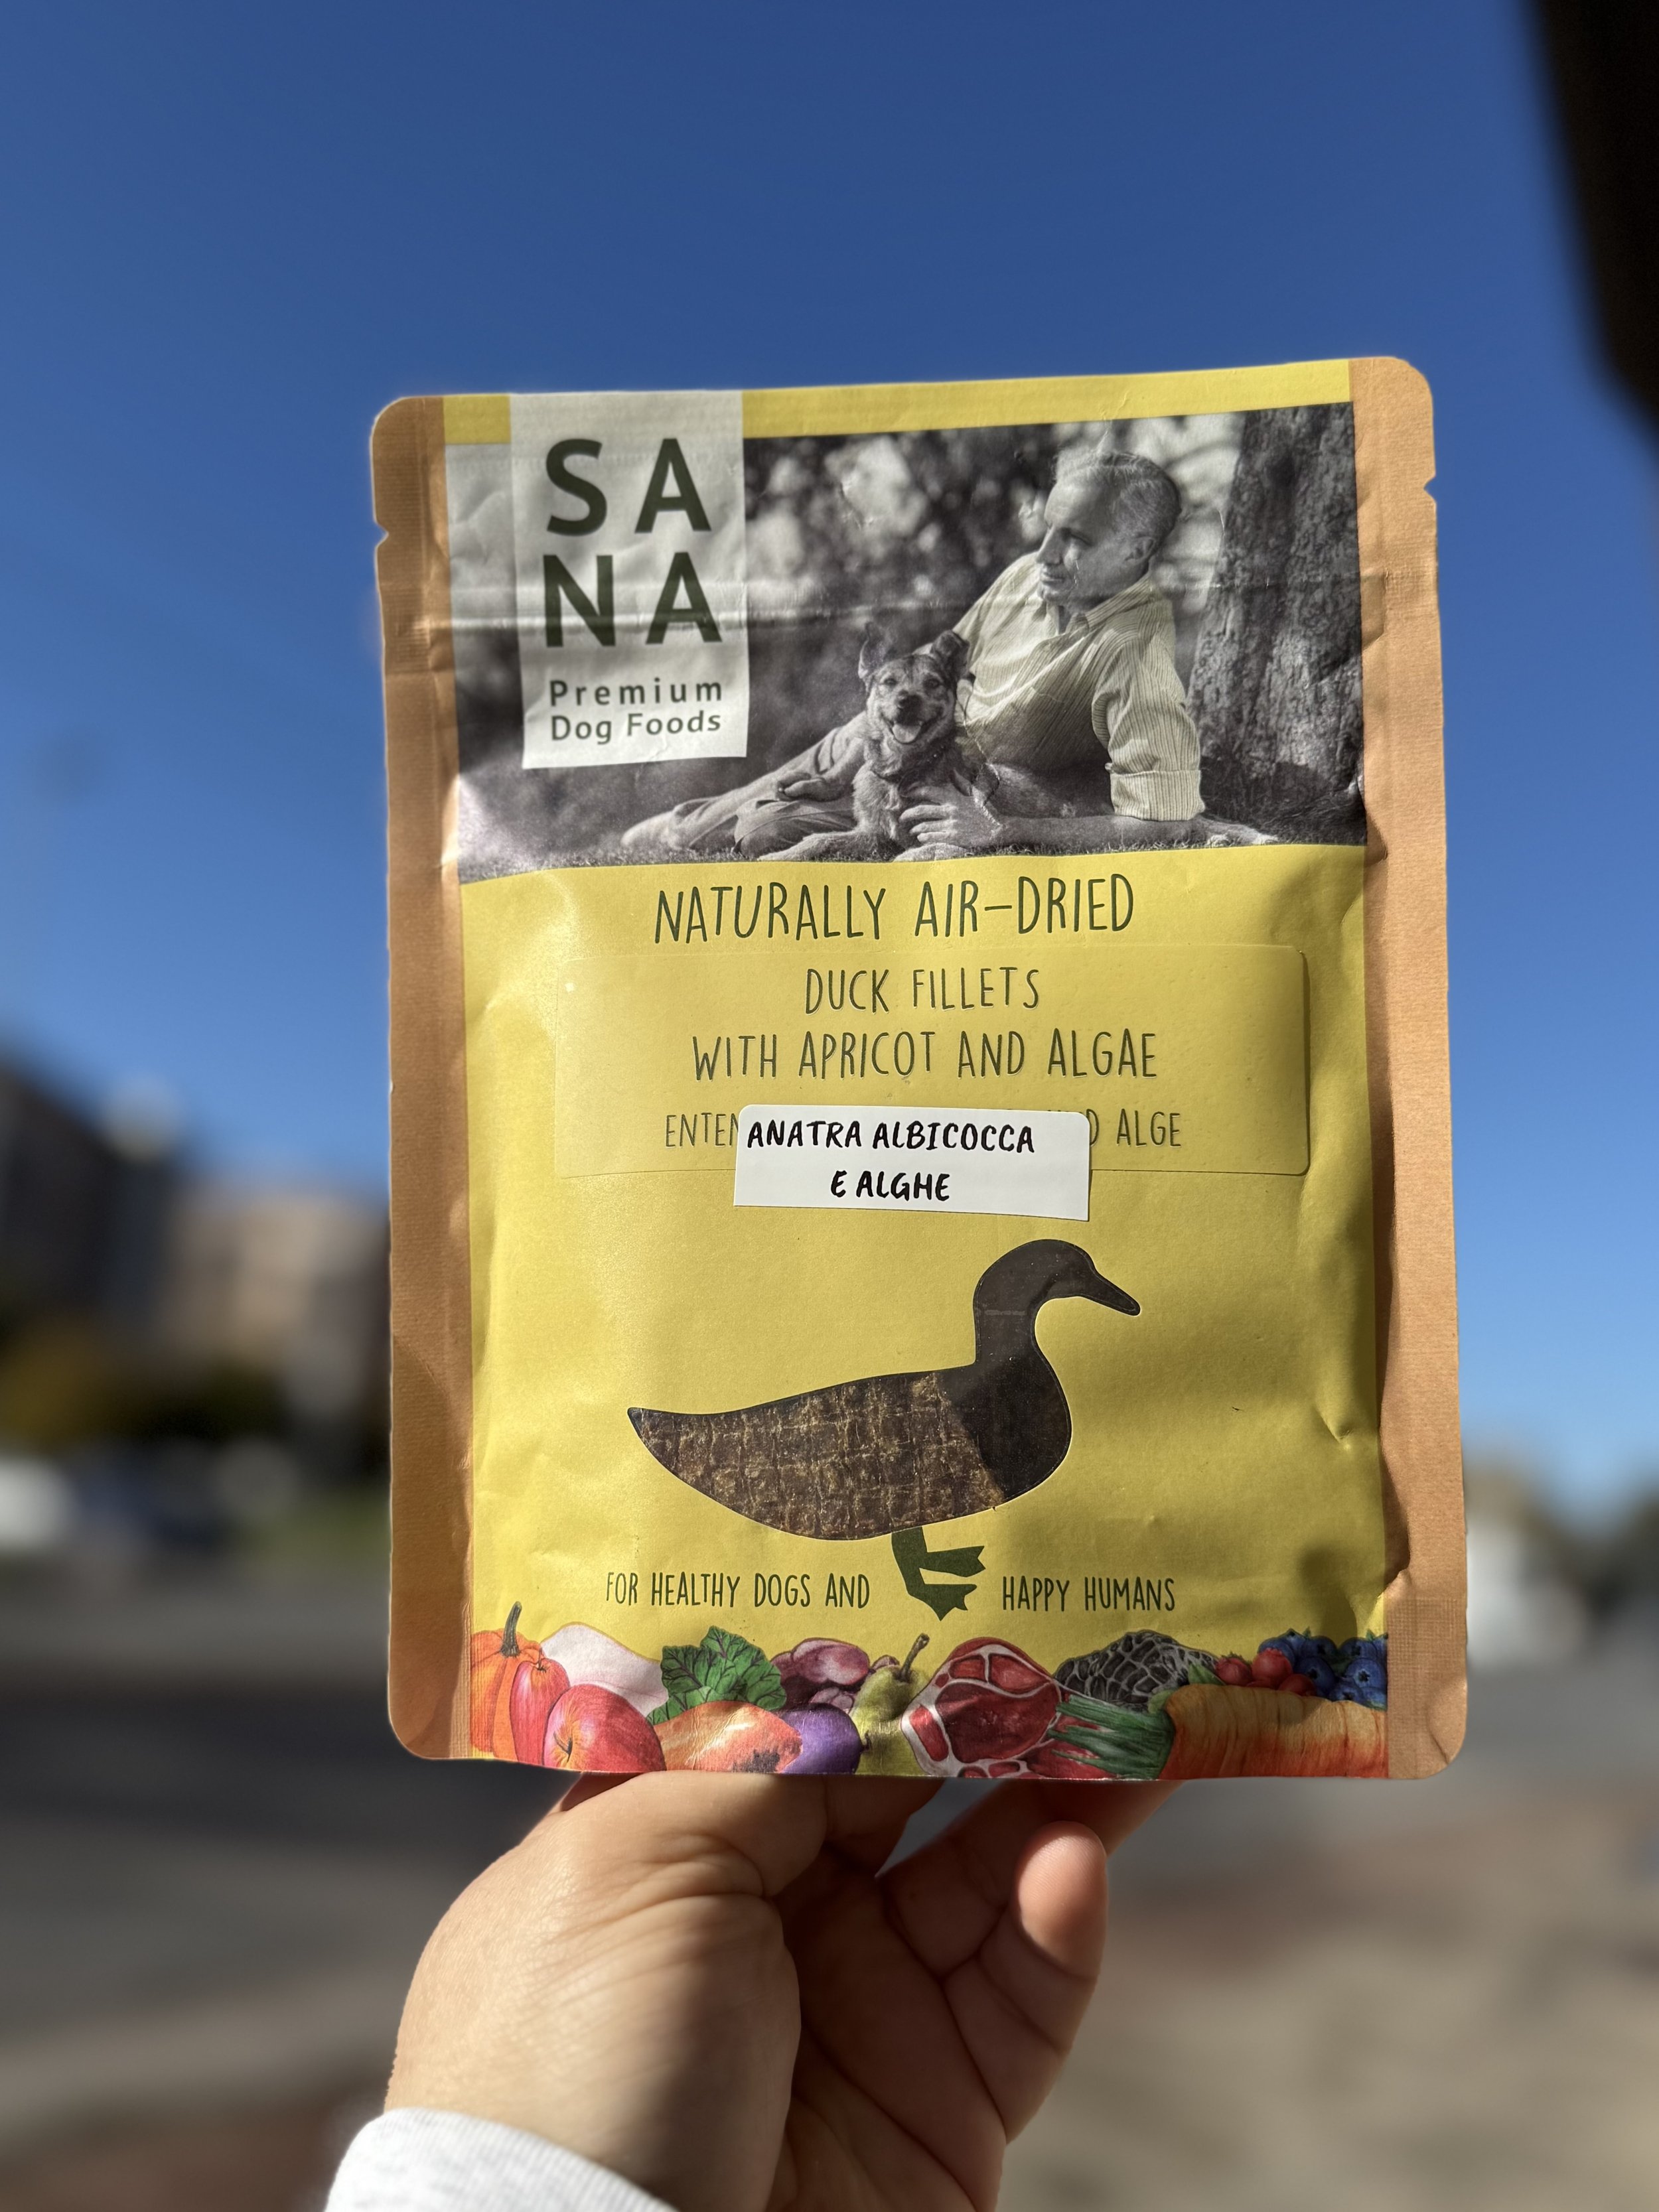 SA
NA
Premium
Dog Foods
NATURALLY AIR-DRIED
DUCK FILLETS
WITH APRICOT AND ALGAE
ALGE
ANATRA ALBICOCCA
E ALGHE
FOR HEALTHY DOGS AND HAPPY HUMANS